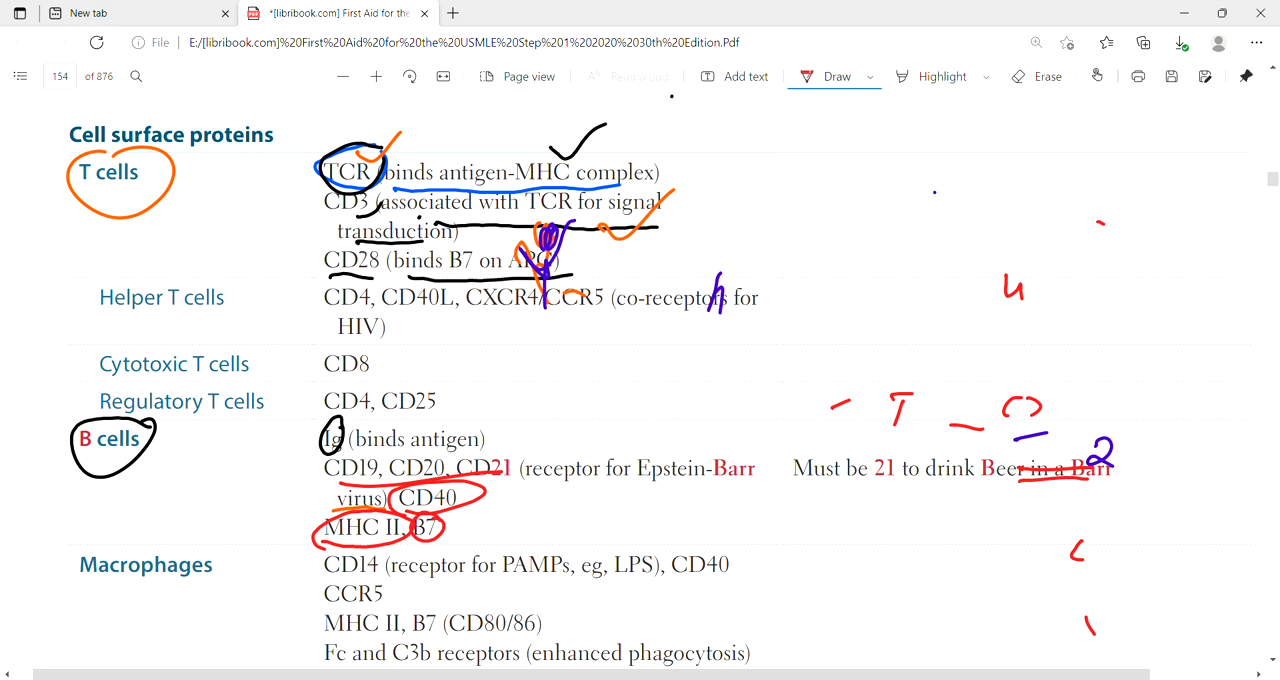 New tab
*[libribook.com] First Aid for the
File
E:/[libribook.com]%20First%20Aid%20for%20the%20USMLE%20Step%201%202020%2030th%20Edition.Pdf
154 of 876
Page view
Read aloud
Add text
Draw
Highlight
Erase
Cell surface proteins
T cells
TCR (binds antigen-MHC complex)
CD3 (associated with TCR for signal
transduction)
CD28 (binds B7 on APC)
Helper T cells
CD4, CD40L, CXCR4/CCR5 (co-receptors for
HIV)
Cytotoxic T cells
CD8
Regulatory T cells
CD4, CD25
B cells
Ig (binds antigen)
CD19, CD20, CD21 (receptor for Epstein-Barr
virus), CD40
MHC II, B7
Must be 21 to drink Beer in a Barr
2
Macrophages
CD14 (receptor for PAMPs, eg, LPS), CD40
CCR5
MHC II, B7 (CD80/86)
Fc and C3b receptors (enhanced phagocytosis)